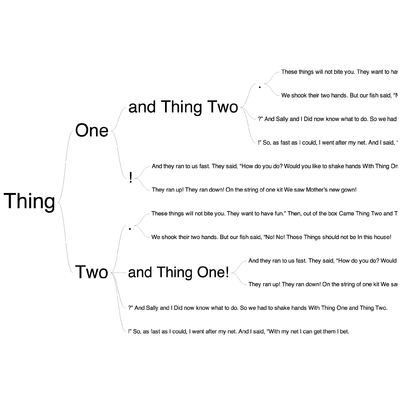 These things will not bite you. They want to have
.
We shook their two hands. But our fish said, "N
and Thing Two
?" And Sally and I Did now know what to do. So we had
!" So, as fast as I could, I went after my net. And I said, "
One
And they ran to us fast. They said, "How do you do? Would you like to shake hands With Thing On
!
They ran up! They ran down! On the string of one kit We saw Mother's new gown!
Thing
These things will not bite you. They want to have fun." Then, out of the box Came Thing Two and T
.
We shook their two hands. But our fish said, "No! No! Those Things should not be In this house!
Two
and Thing One!
And they ran to us fast. They said, "How do you do? Would
They ran up! They ran down! On the string of one kit We saw
?" And Sally and I Did now know what to do. So we had to shake hands With Thing One and Thing Two.
!" So, as fast as I could, I went after my net. And I said, "With my net I can get them I bet.